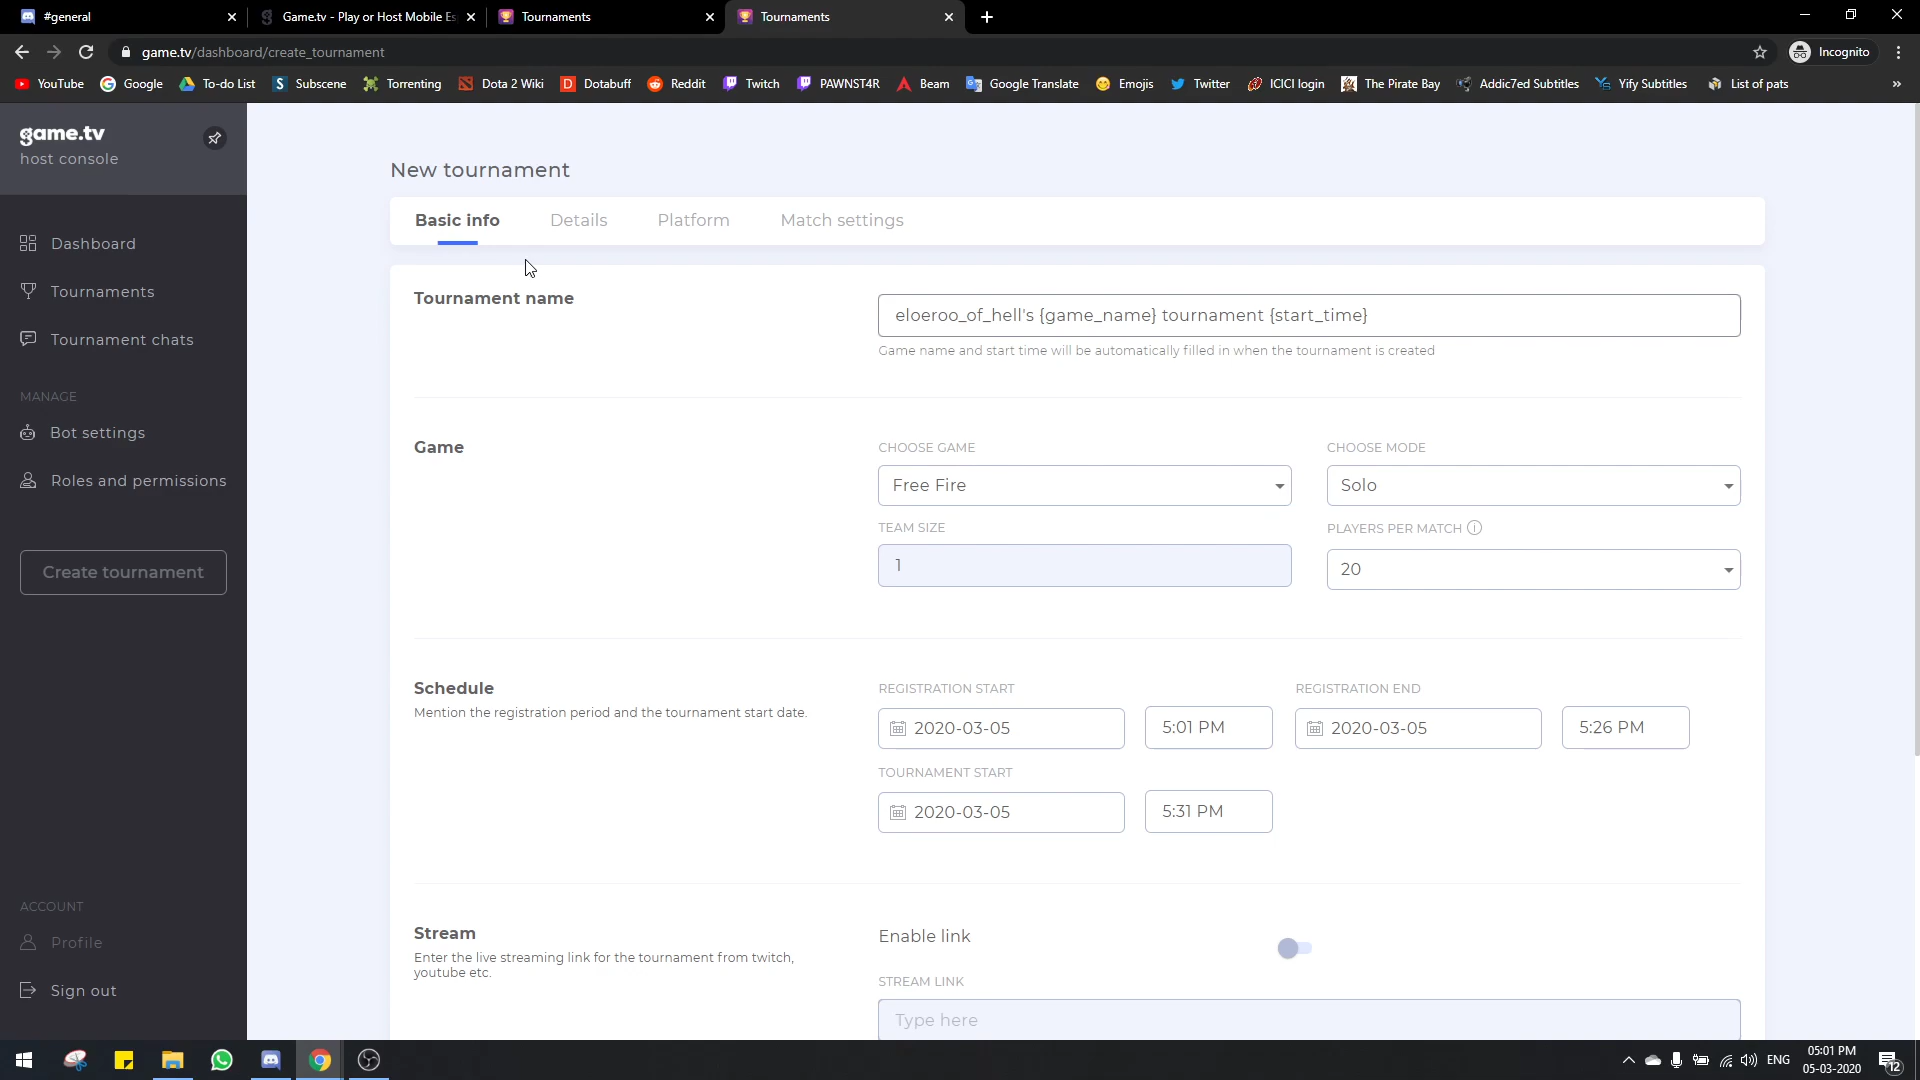 #general
Game.tv - Play or Host Mobile Es
Tournaments
Tournaments
game.tv/dashboard/create_tournament
Incognito
YouTube
Google
To-do List
Subscene
Torrenting
Dota 2 Wiki
Dotabuff
Reddit
Twitch
PAWNST4R
Beam
Google Translate
Emojis
Twitter
ICICI login
The Pirate Bay
Addic7ed Subtitles
Yify Subtitles
List of pats
»
game.tv
host console
Dashboard
Tournaments
Tournament chats
MANAGE
Bot settings
Roles and permissions
Create tournament
ACCOUNT
Profile
Sign out
New tournament
Basic info
Details
Platform
Match settings
Tournament name
eloeroo_of_hell's {game_name} tournament {start_time}
Game name and start time will be automatically filled in when the tournament is created
Game
CHOOSE GAME
CHOOSE MODE
Free Fire
Solo
TEAM SIZE
PLAYERS PER MATCH
1
20
Schedule
Mention the registration period and the tournament start date.
REGISTRATION START
REGISTRATION END
2020-03-05
5:01 PM
2020-03-05
5:26 PM
TOURNAMENT START
2020-03-05
5:31 PM
Stream
Enter the live streaming link for the tournament from twitch,
youtube etc.
Enable link
STREAM LINK
Type here
ENG
05:01 PM
05-03-2020
12